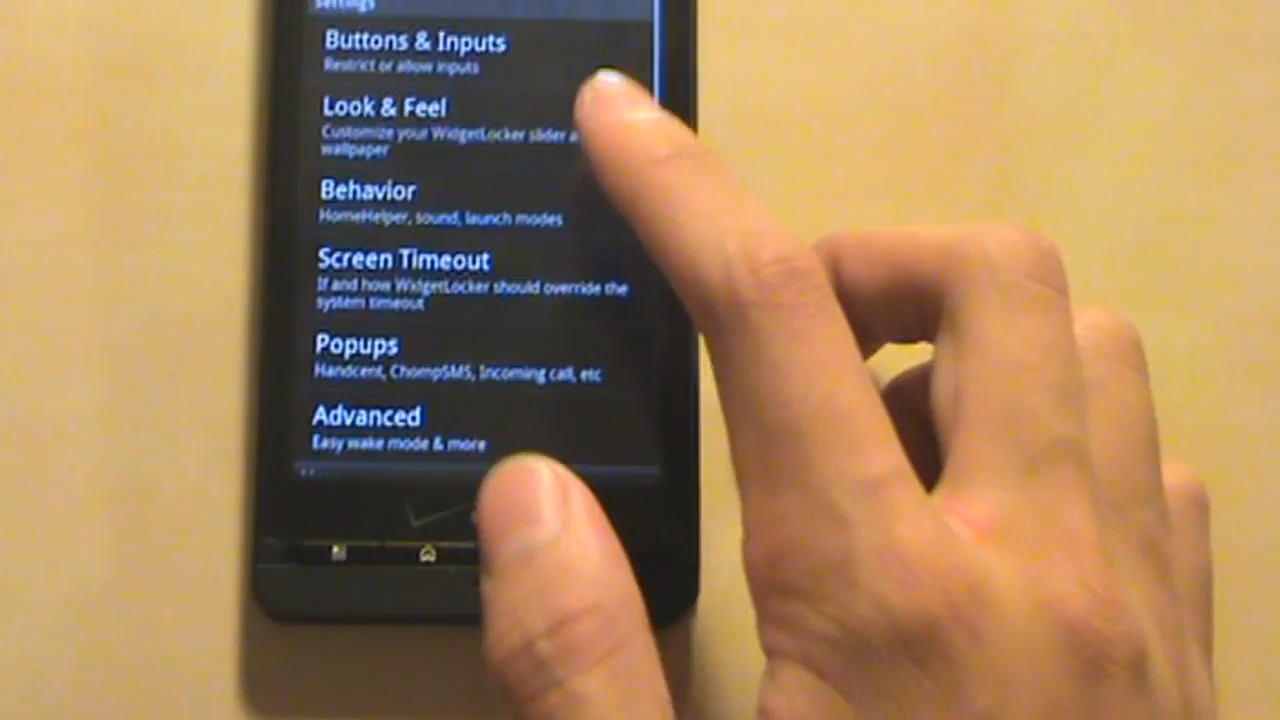 Settings
Buttons & Inputs
Restrict or allow inputs
Look & Feel
Customize your WidgetLocker slider a
wallpaper
Behavior
HomeHelper, sound, launch modes
Screen Timeout
If and how WidgetLocker should override the
system timeout
Popups
Handcent, ChompSMS, Incoming call, etc
Advanced
Easy wake mode & more